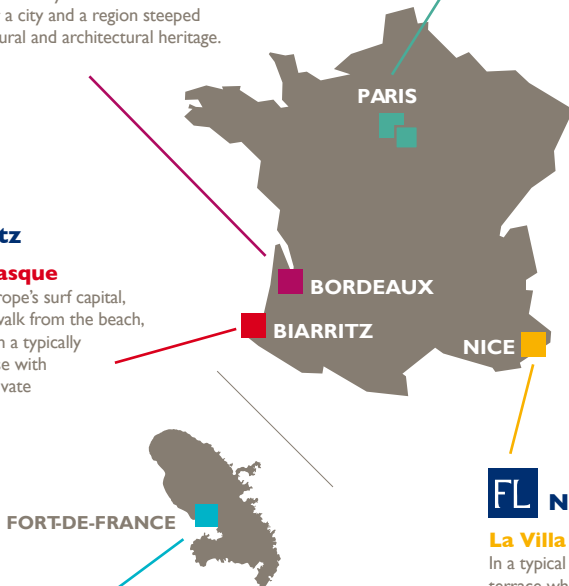 a city and a region steeped
ural and architectural heritage.
PARIS
tz
asque
rope's surf capital,
walk from the beach,
n a typically
se with
vate
BORDEAUX
BIARRITZ
NICE
FORT-DE-FRANCE
FL N
La Villa
In a typical